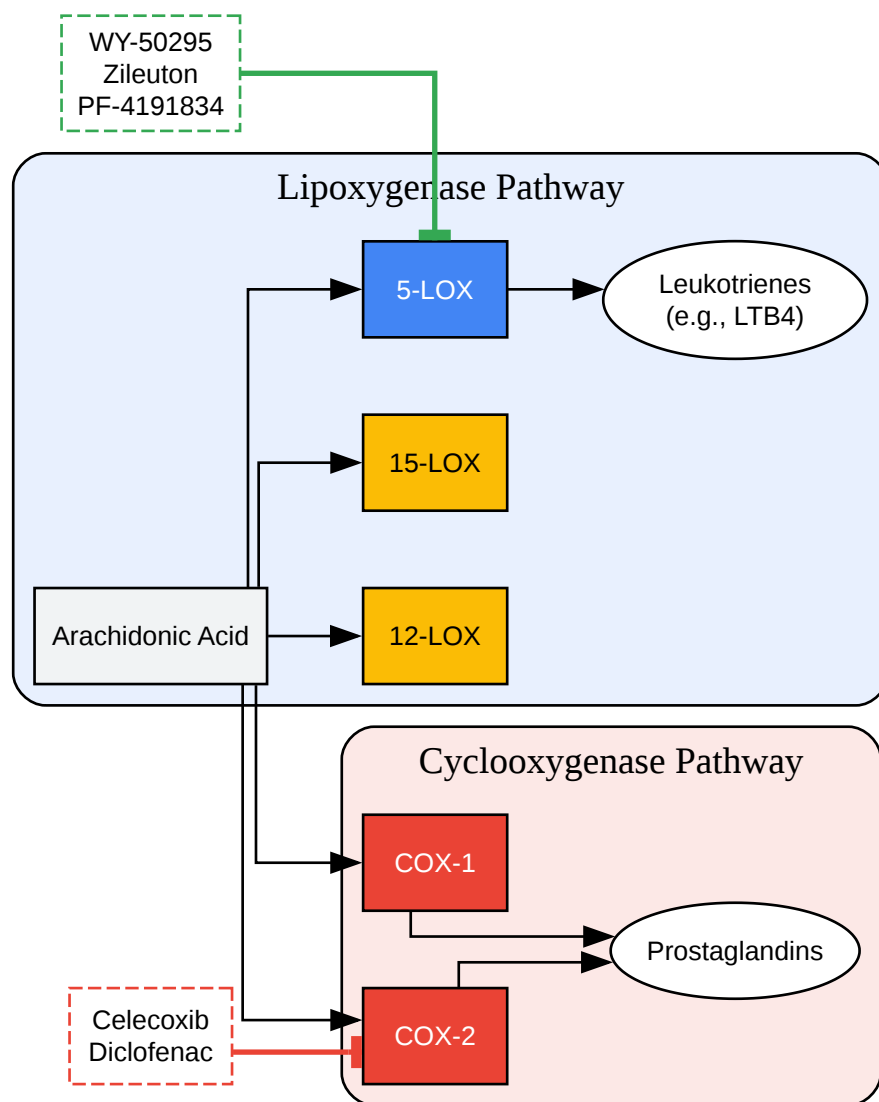 WY-50295
Zileuton
PF-4191834
Lipoxygenase Pathway
5-LOX
Leukotrienes
(e.g., LTB4)
15-LOX
Arachidonic Acid
12-LOX
Cyclooxygenase Pathway
COX-1
Prostaglandins
Celecoxib
Diclofenac
COX-2